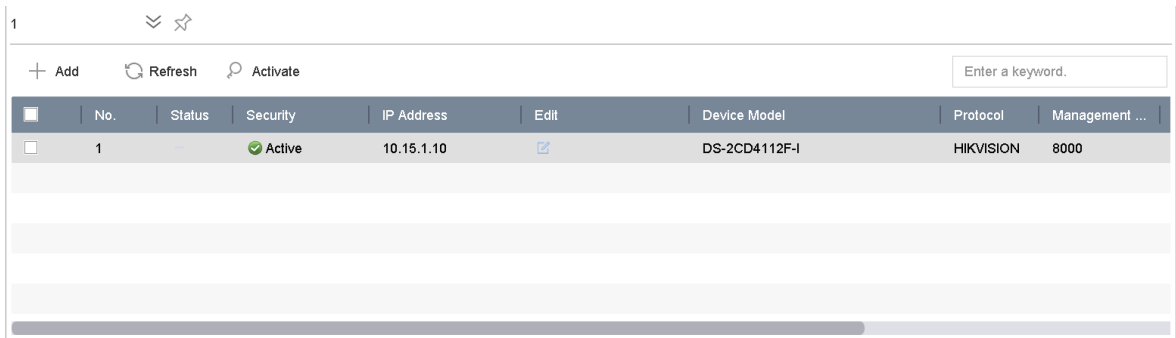 1
Add Refresh Activate Enter a keyword.
No. Status Security IP Address Edit Device Model Protocol Management ...
1 Active 10.15.1.10 DS-2CD4112F-I HIKVISION 8000